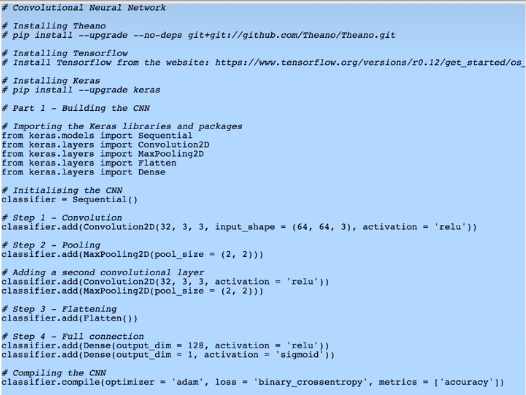 # Convolutional Neural Network
# Installing Theano
# pip install --upgrade --no-deps git+git://github.com/Theano/Theano.git
# Installing Tensorflow
# Install Tensorflow from the website: https://www.tensorflow.org/versions/r0.12/get_started/os_
# Installing Keras
# pip install --upgrade keras
# Part 1 - Building the CNN
# Importing the Keras libraries and packages
from keras.models import Sequential
from keras.layers import Convolution2D
from keras.layers import MaxPooling2D
from keras.layers import Flatten
from keras.layers import Dense
# Initialising the CNN
classifier = Sequential()
# Step 1 - Convolution
classifier.add(Convolution2D(32, 3, 3, input_shape = (64, 64, 3), activation = 'relu'))
# Step 2 - Pooling
classifier.add(MaxPooling2D(pool_size = (2, 2)))
# Adding a second convolutional layer
classifier.add(Convolution2D(32, 3, 3, activation = 'relu'))
classifier.add(MaxPooling2D(pool_size = (2, 2)))
# Step 3 - Flattening
classifier.add(Flatten())
# Step 4 - Full connection
classifier.add(Dense(output_dim = 128, activation = 'relu'))
classifier.add(Dense(output_dim = 1, activation = 'sigmoid'))
# Compiling the CNN
classifier.compile(optimizer = 'adam', loss = 'binary_crossentropy', metrics = ['accuracy'])